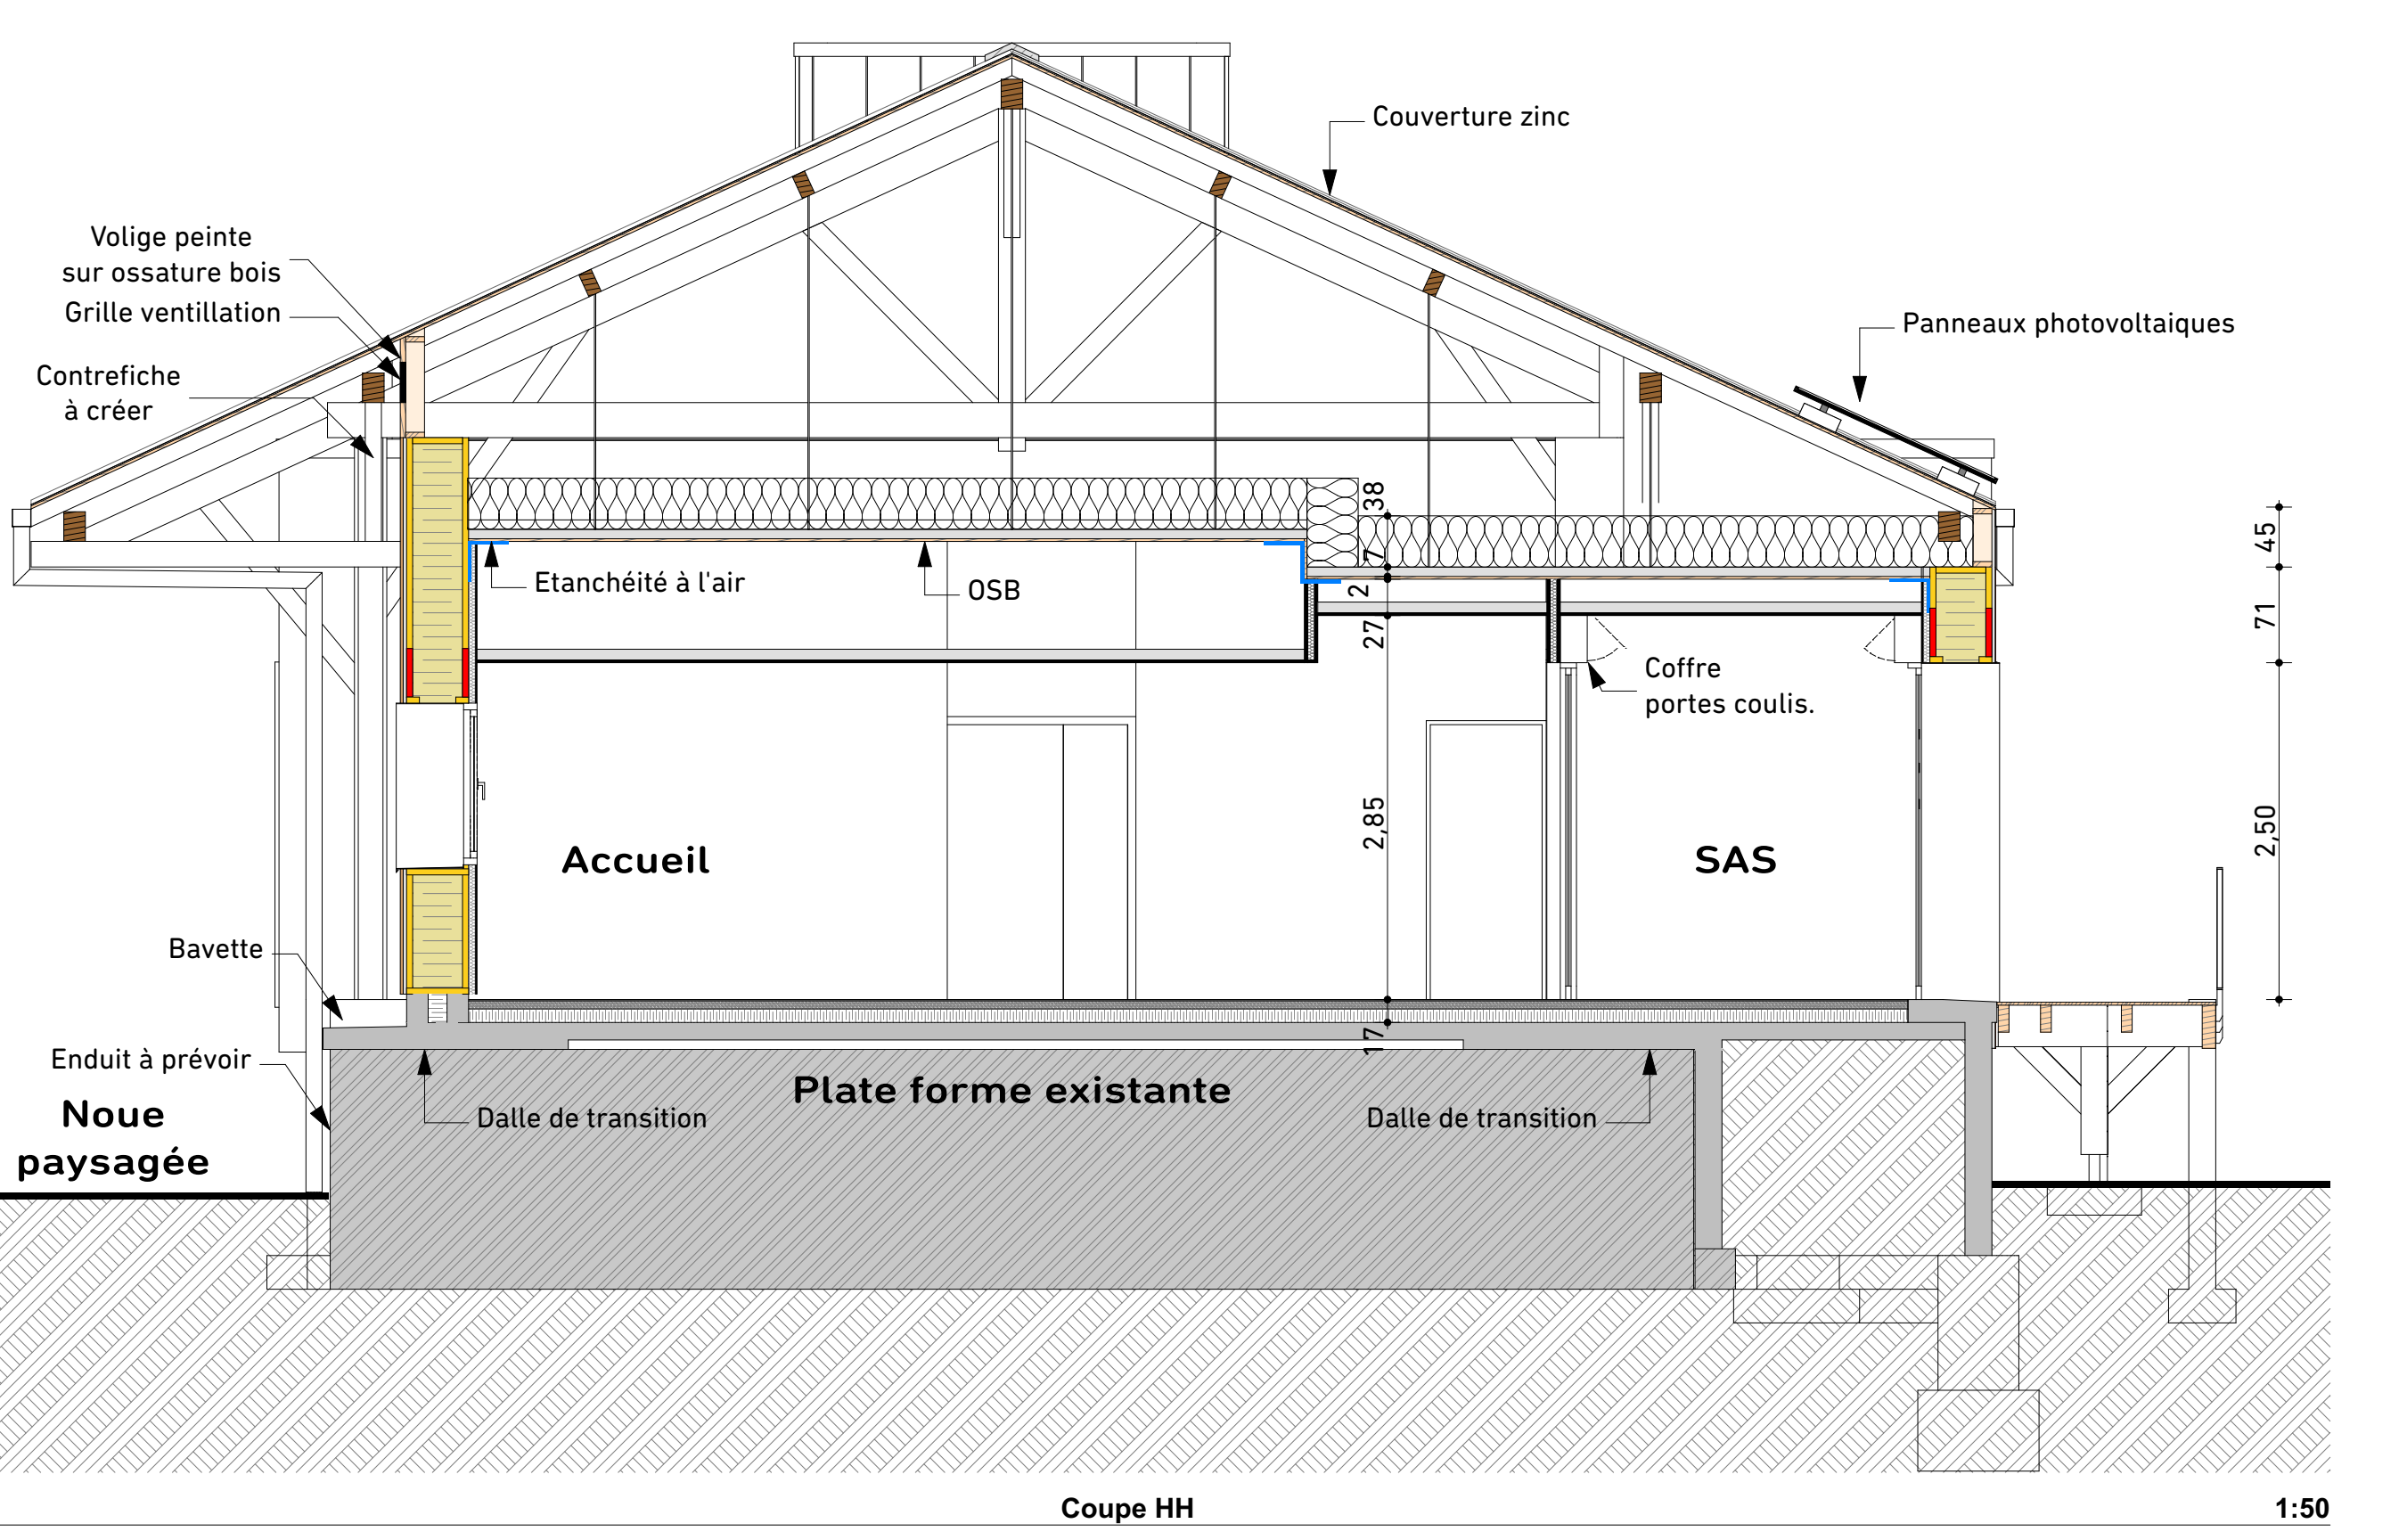 Couverture zinc
Volige peinte
sur ossature bois
Grille ventillation
Contrefiche
à créer
Panneaux photovoltaiques
38
7
2
27
2,85
17
45
71
2,50
Etanchéité à l'air
OSB
Coffre
portes coulis.
Accueil
SAS
Bavette
Enduit à prévoir
Noue
paysagée
Plate forme existante
Dalle de transition
Dalle de transition
Coupe HH
1:50